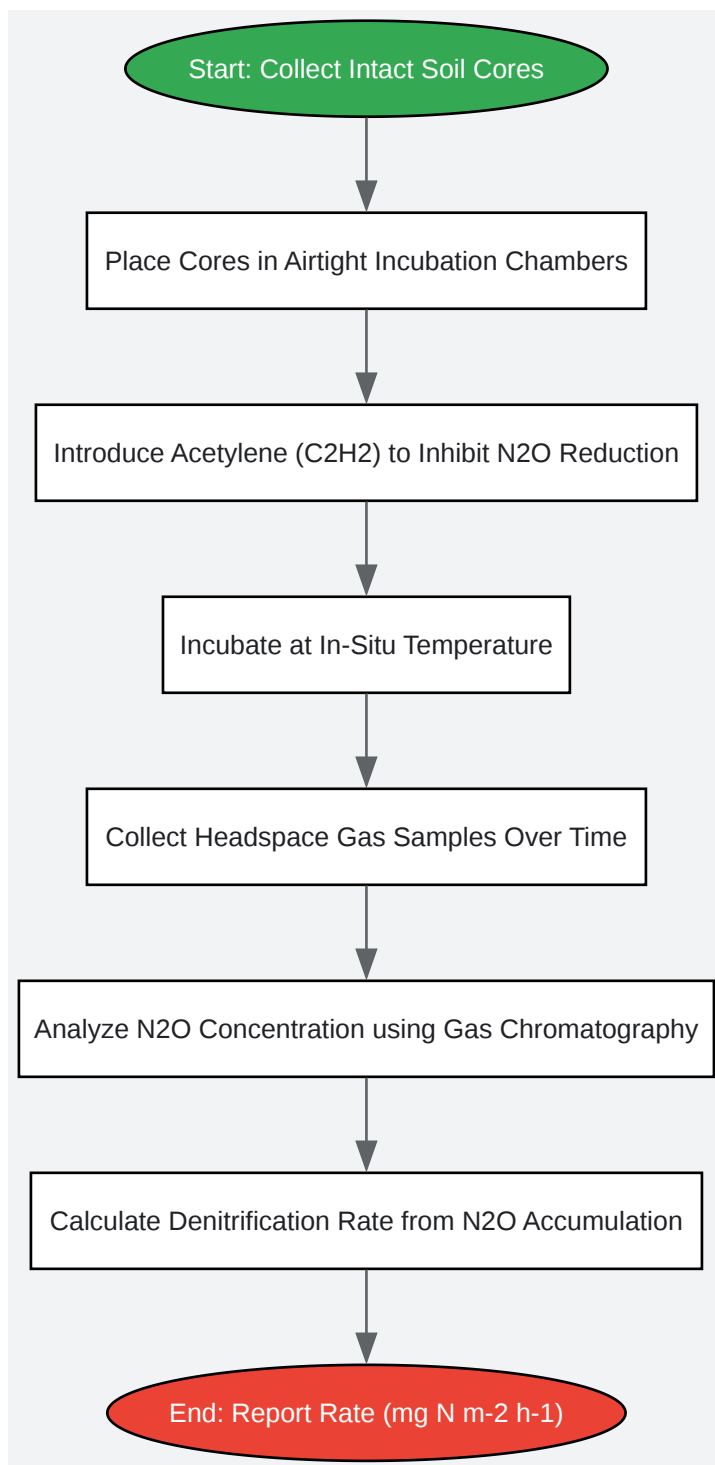 Start: Collect Intact Soil Cores
Place Cores in Airtight Incubation Chambers
Introduce Acetylene (C2H2) to Inhibit N2O Reduction
Incubate at In-Situ Temperature
Collect Headspace Gas Samples Over Time
Analyze N2O Concentration using Gas Chromatography
Calculate Denitrification Rate from N2O Accumulation
End: Report Rate (mg N m-2 h-1)